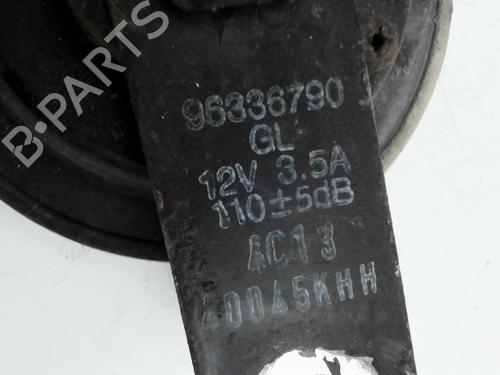 B-PARTS
96336790
GL
12V 3.5A
110±5dB
4C13
A0045KHH